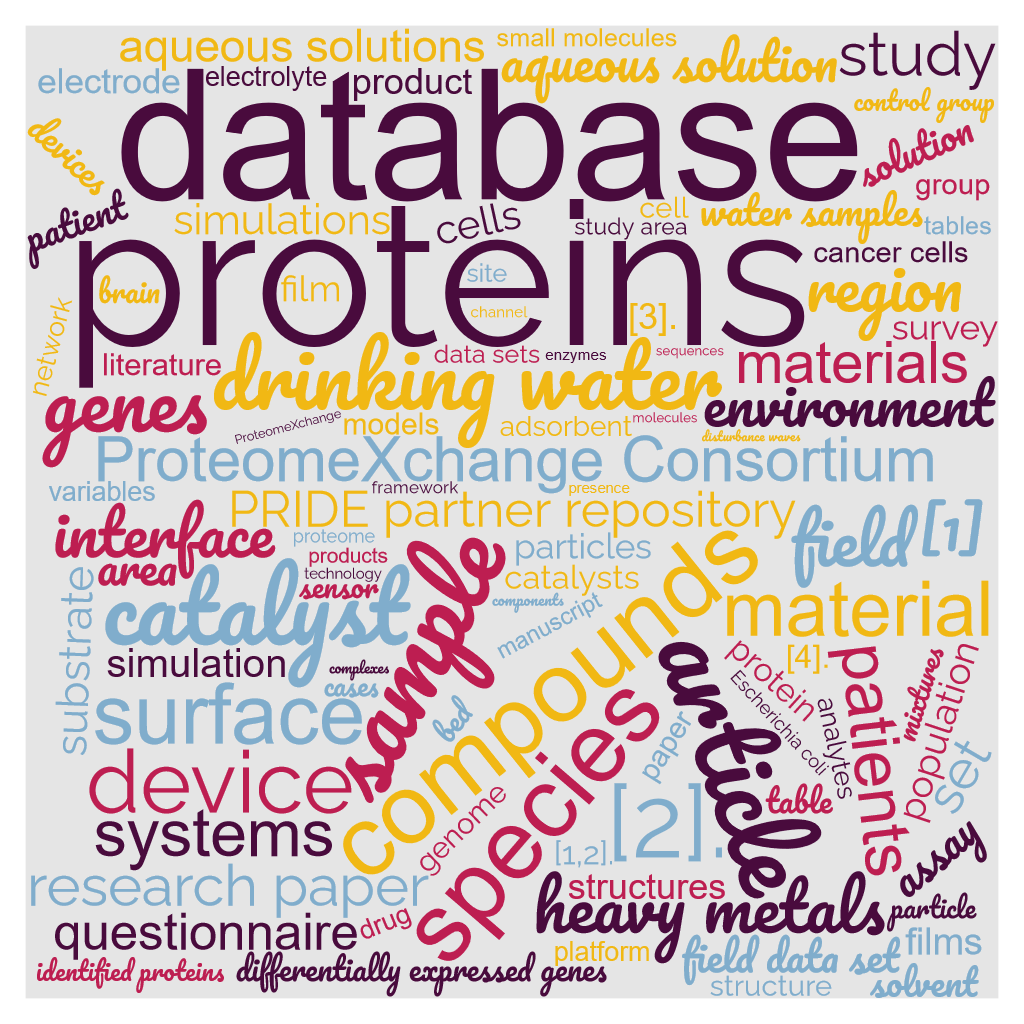 aqueous solutions
small molecules
study
electrode
electrolyte
product
aqueous solution
control group
devices
database
solution
group
patient
simulations
cells
cell
study area
water samples
tables
proteins
cancer cells
brain
film
site
channel
[3].
region
survey
network
literature
drinking water
data sets
enzymes
sequences
materials
genes
ProteomeXchange
models
adsorbent
molecules
environment
disturbance waves
ProteomeXchange Consortium
variables
framework
presence
PRIDE partner repository
interface
proteome
particles
field
[1]
area
products
technology
sensor
catalysts
components
substrate
catalyst
sample
manuscript
compounds
material
simulation
complexes
cases
surface
bed
article
protein
[4].
Escherichia coli
analytes
patients
mixtures
population
set
device
paper
species
genome
table
systems
[1,2].
[2].
assay
research paper
structures
heavy metals
particle
questionnaire
drug
platform
field data set
films
identified proteins
differentially expressed genes
structure
solvent